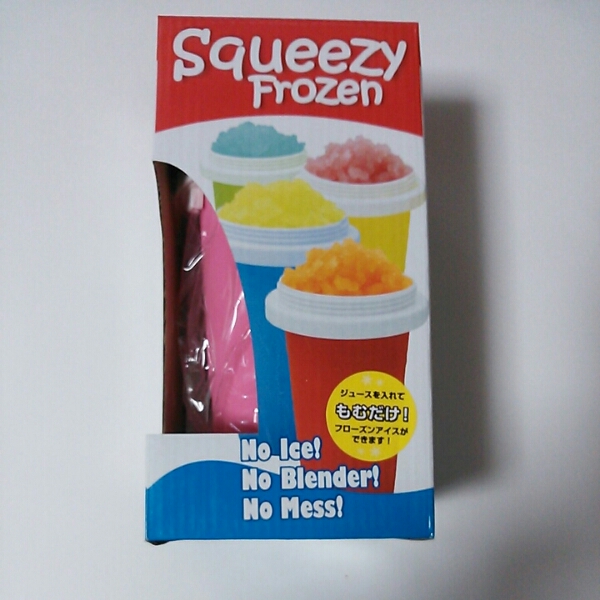 Squeezy
Frozen
ジュースを入れて
もむだけ!
フローズンアイスが
できます!
No Ice!
No Blender!
No Mess!